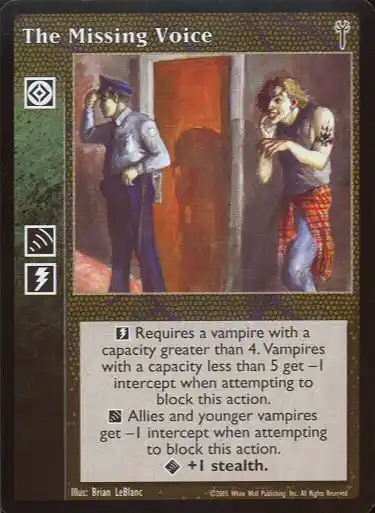 The Missing Voice
Requires a vampire with a
capacity greater than 4. Vampires
with a capacity less than 5 get –1
intercept when attempting to
block this action.
Allies and younger vampires
get –1 intercept when attempting
to block this action.
+1 stealth.
Illus: Brian LeBlanc
©2005 White Wolf Publishing, Inc. All Rights Reserved